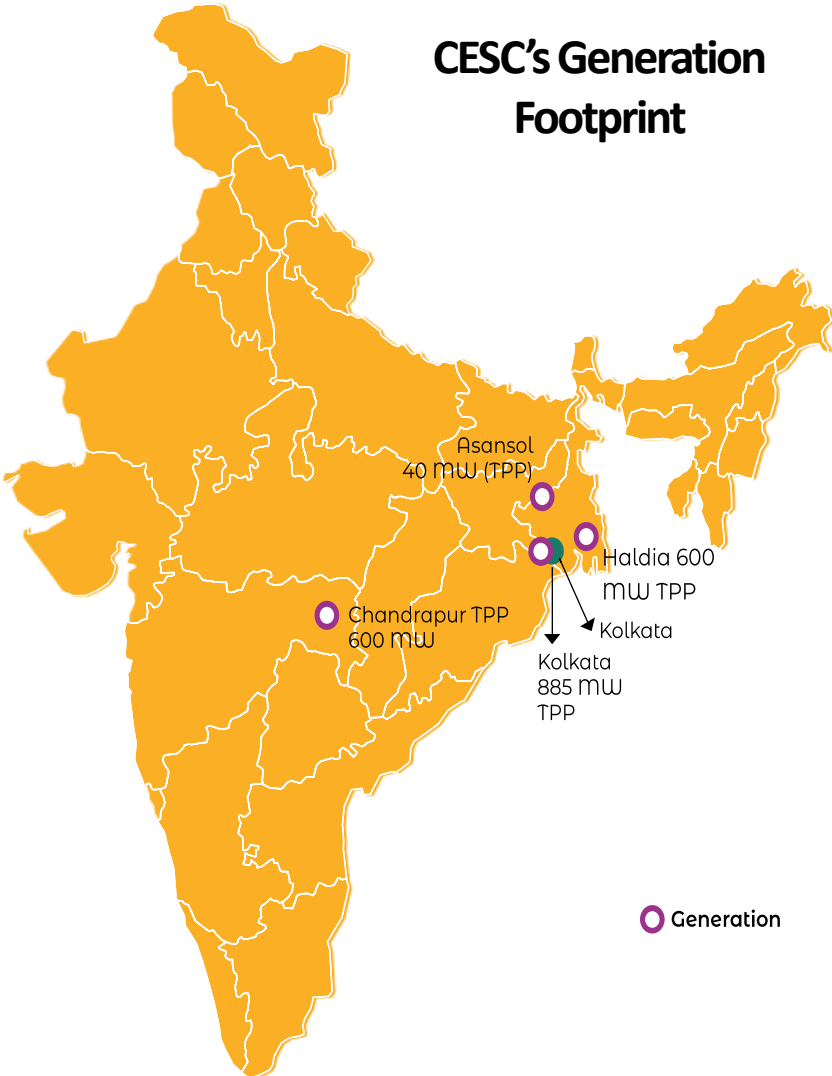 CESC’s Generation
Footprint
Asansol
40 MW (TPP)
Haldia 600
MW TPP
Chandrapur TPP
600 MW
Kolkata
Kolkata
885 MW
TPP
Generation